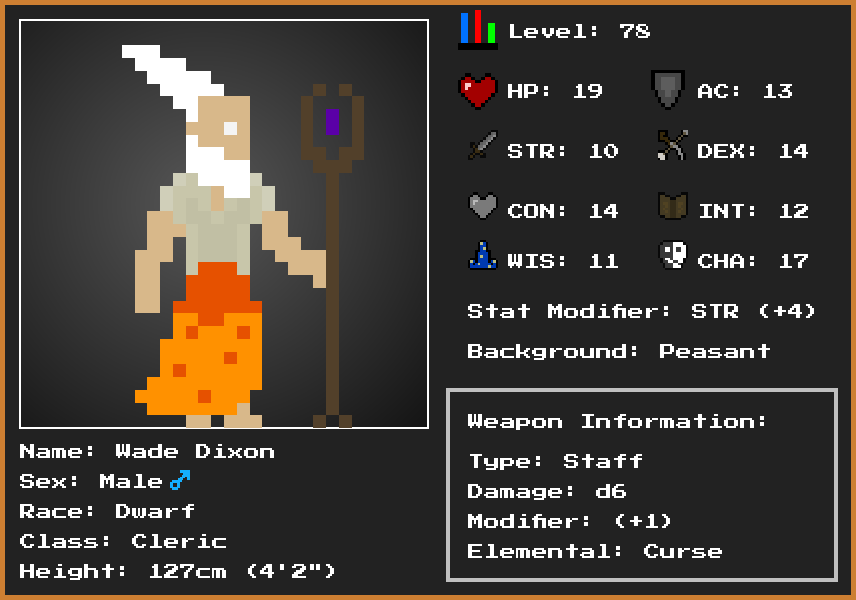 Level: 78
HP: 19 AC: 13
STR: 10 DEX: 14
CON: 14 INT: 12
WIS: 11 CHA: 17
Stat Modifier: STR (+4)
Background: Peasant
Weapon Information:
Type: Staff
Damage: d6
Modifier: (+1)
Elemental: Curse
Name: Wade Dixon
Sex: Male ♂
Race: Dwarf
Class: Cleric
Height: 127cm (4'2")